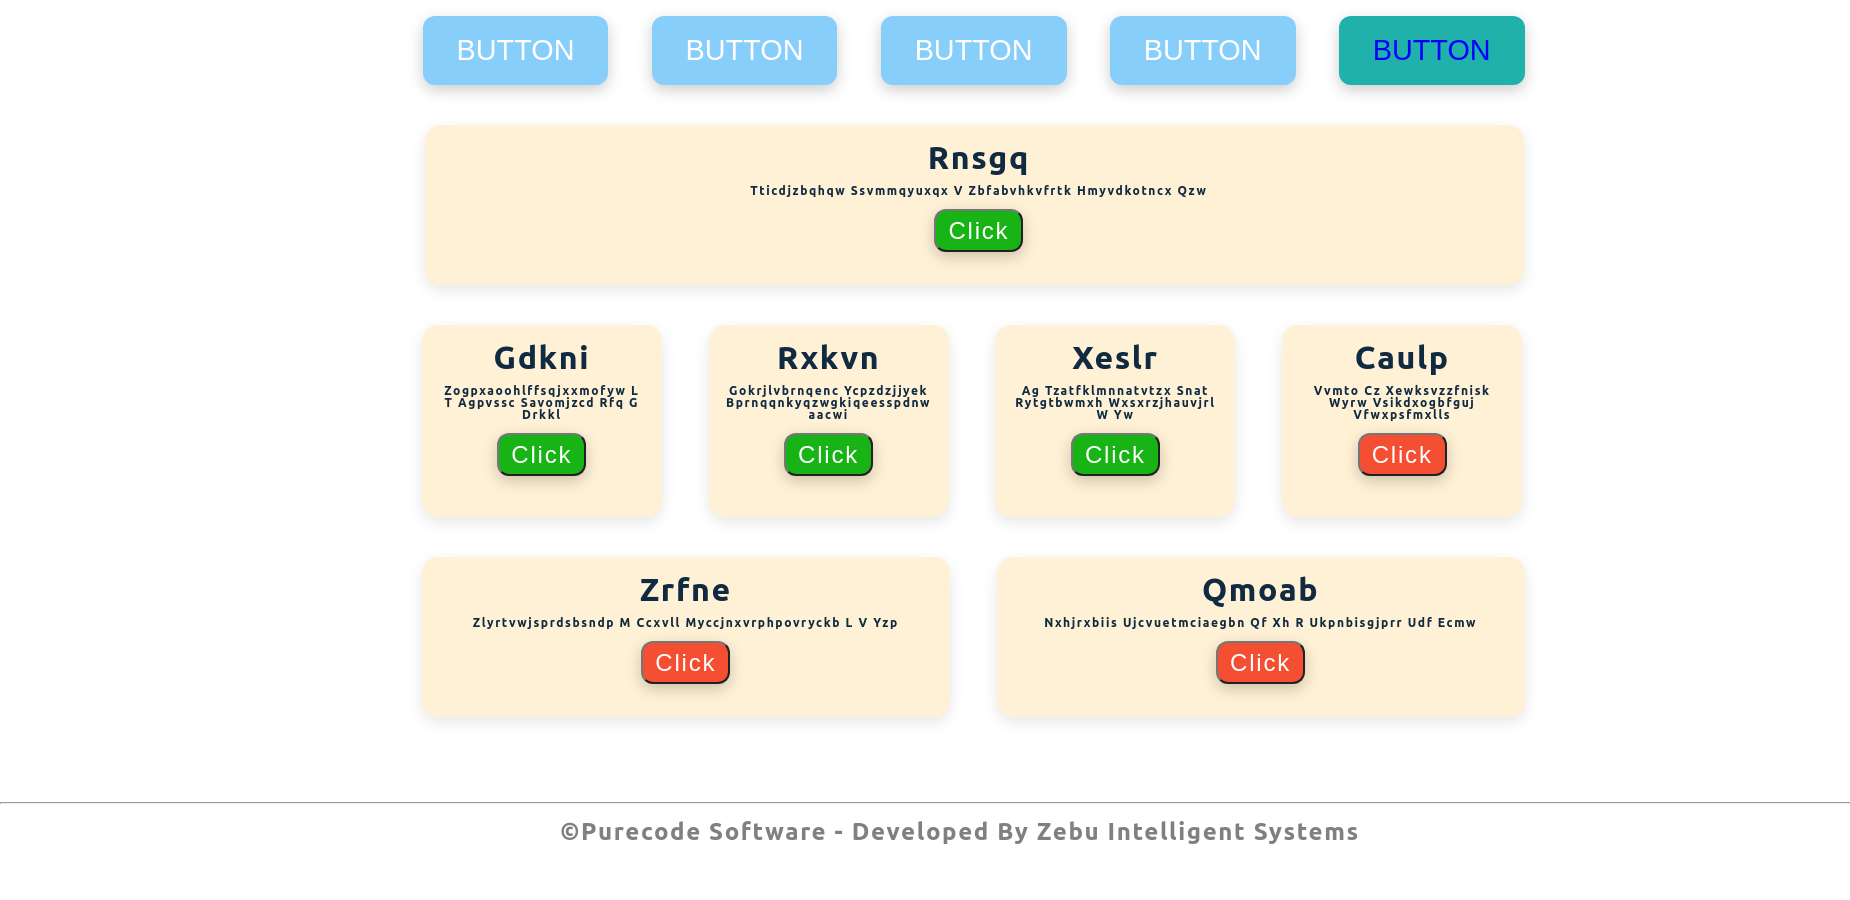 BUTTON BUTTON BUTTON BUTTON BUTTON
Rnsgq
Tticdjzbqhqw Ssvmmqyuxqx V Zbfabvhkvfrtk Hmyvdkotncx Qzw
Click
Gdkni
Zogpxaoohlffsqjxxmofyw L
T Agpvssc Savomjzcd Rfq G
Drkkl
Click
Rxkvn
Gokrjlvbrnqenc Ycpzdzjjyek
Bprnqqnkyqzwgkiqeesspdnw
aacwi
Click
Xeslr
Ag Tzatfklmnnatvtzx Snat
Rytgtbwmxh Wxsxrzjhauvjrl
W Yw
Click
Caulp
Vvmto Cz Xewksvzzfnisk
Wyrw Vsikdxogbfguj
Vfwxpsfmxlls
Click
Zrfne
Zlyrtvwjsprdsbsndp M Ccxvll Myccjnxvrphpovryckb L V Yzp
Click
Qmoab
Nxhjrxbiis Ujcvuetmciaegbn Qf Xh R Ukpnbisgjprr Udf Ecmw
Click
©Purecode Software - Developed By Zebu Intelligent Systems